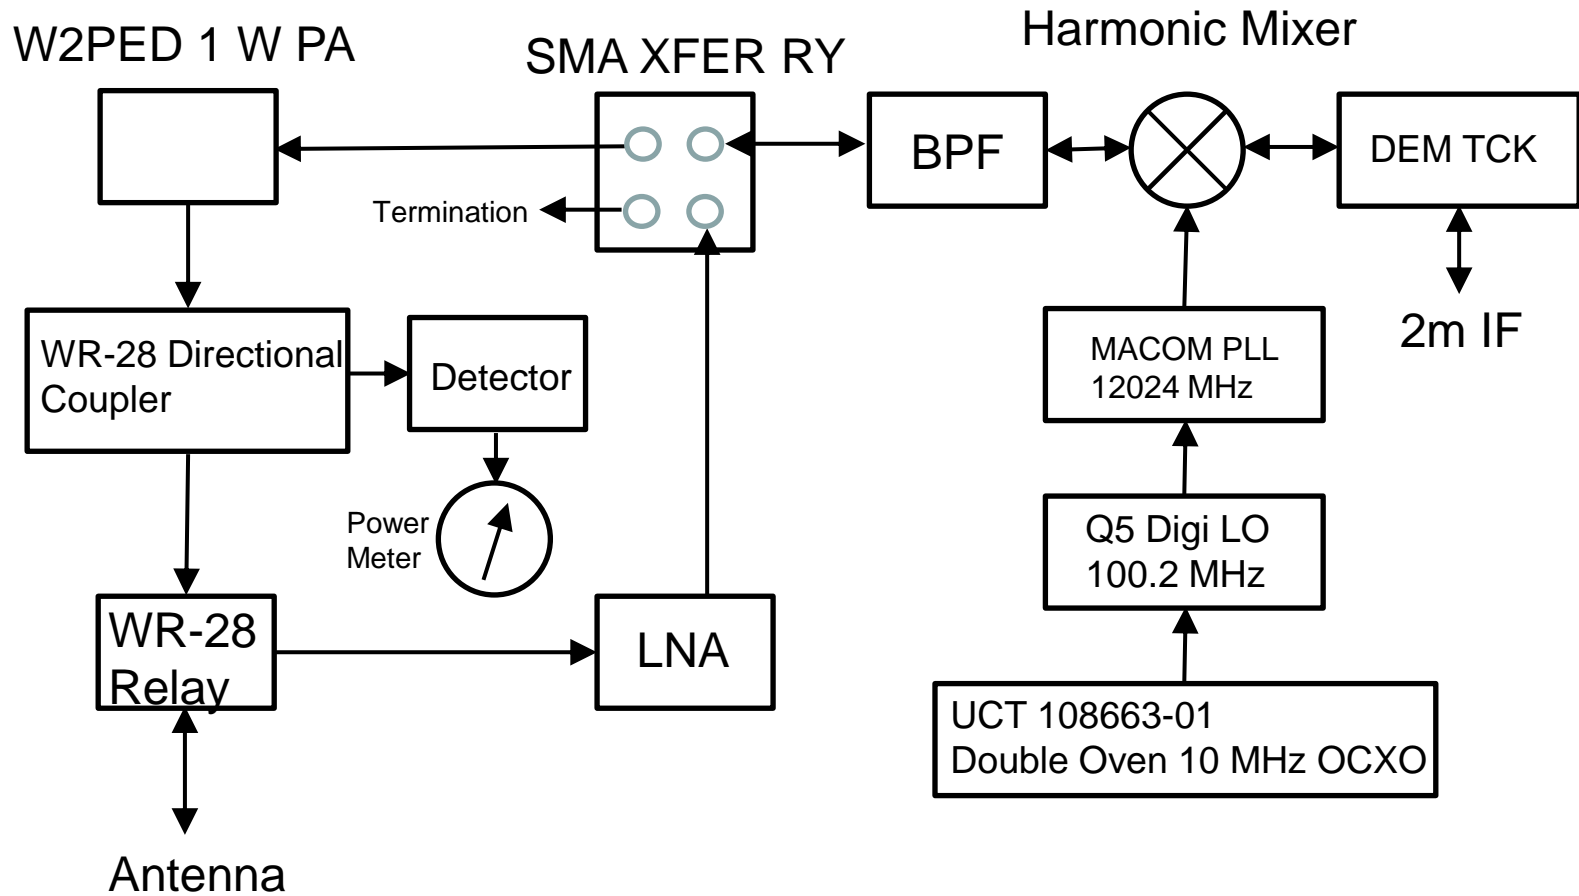 Harmonic Mixer
W2PED 1 W PA
SMA XFER RY
BPF
DEM TCK
Termination
2m IF
WR-28 Directional
Coupler
Detector
MACOM PLL
12024 MHz
Power
Meter
Q5 Digi LO
100.2 MHz
WR-28
Relay
LNA
UCT 108663-01
Double Oven 10 MHz OCXO
Antenna